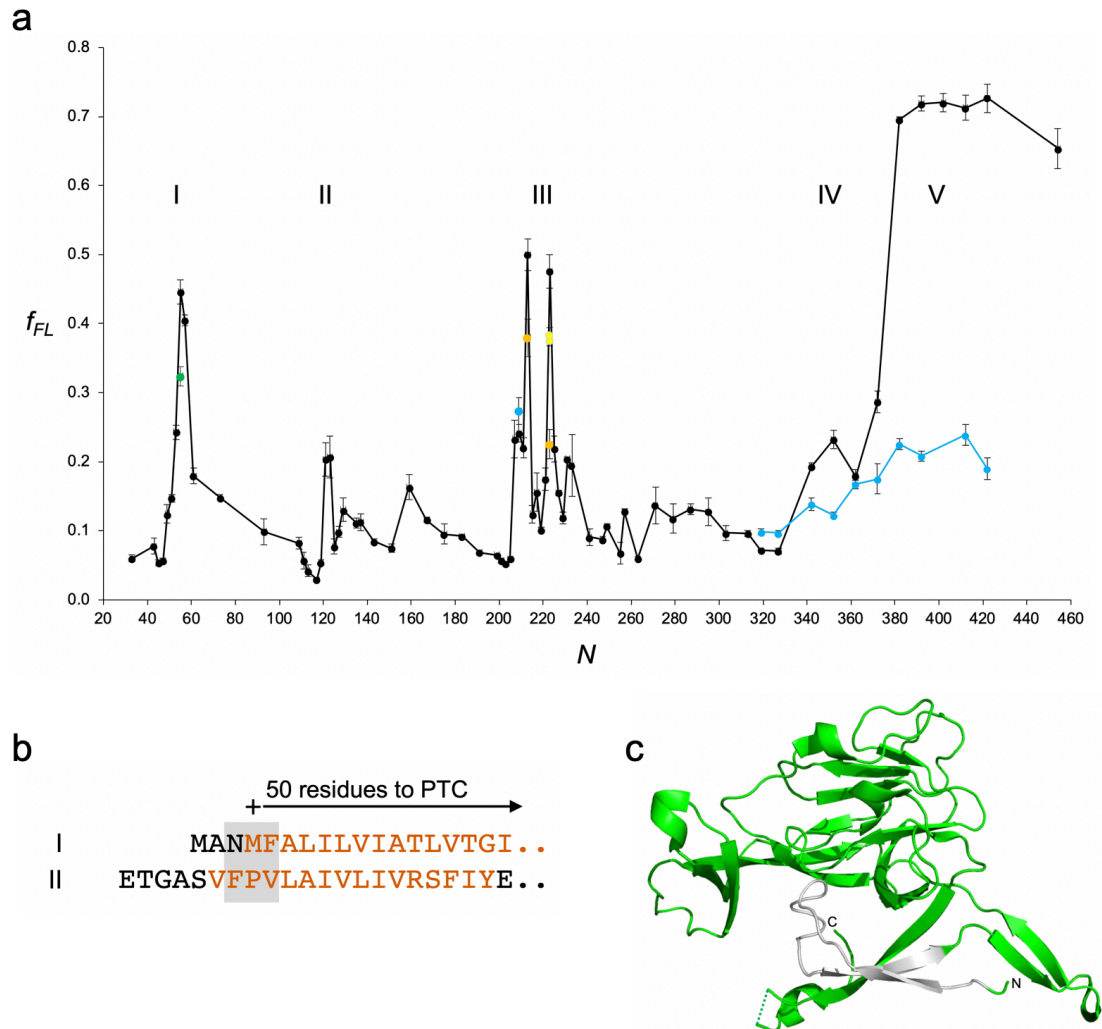 a
0.8
0.7
0.6
0.5
0.4
0.3
0.2
0.1
0.0
f_FL
I II III IV V
20 40 60 80 100 120 140 160 180 200 220 240 260 280 300 320 340 360 380 400 420 440 460
N
b
+ 50 residues to PTC
I MANMFALILVIATLVTGI..
II ETGASVFPVLAIVLIVRSFIYE..
c
C
N